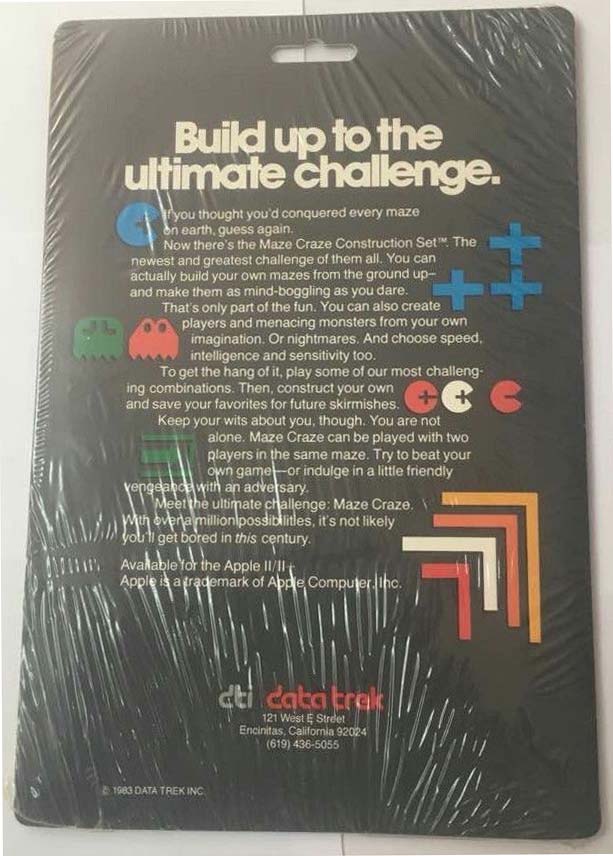 Build up to the
ultimate challenge.
If you thought you'd conquered every maze
on earth, guess again.
Now there's the Maze Craze Construction Set™. The
newest and greatest challenge of them all. You can
actually build your own mazes from the ground up–
and make them as mind-boggling as you dare.
That's only part of the fun. You can also create
players and menacing monsters from your own
imagination. Or nightmares. And choose speed,
intelligence and sensitivity too.
To get the hang of it, play some of our most challeng-
ing combinations. Then, construct your own
and save your favorites for future skirmishes.
Keep your wits about you, though. You are not
alone. Maze Craze can be played with two
players in the same maze. Try to beat your
own game—or indulge in a little friendly
vengeance with an adversary.
Meet the ultimate challenge: Maze Craze.
With over a million possibilities, it's not likely
you'll get bored in this century.
Available for the Apple II/II+
Apple is a trademark of Apple Computer, Inc.
dti data trek
121 West E Street
Encinitas, California 92024
(619) 436-5055
© 1983 DATA TREK INC.